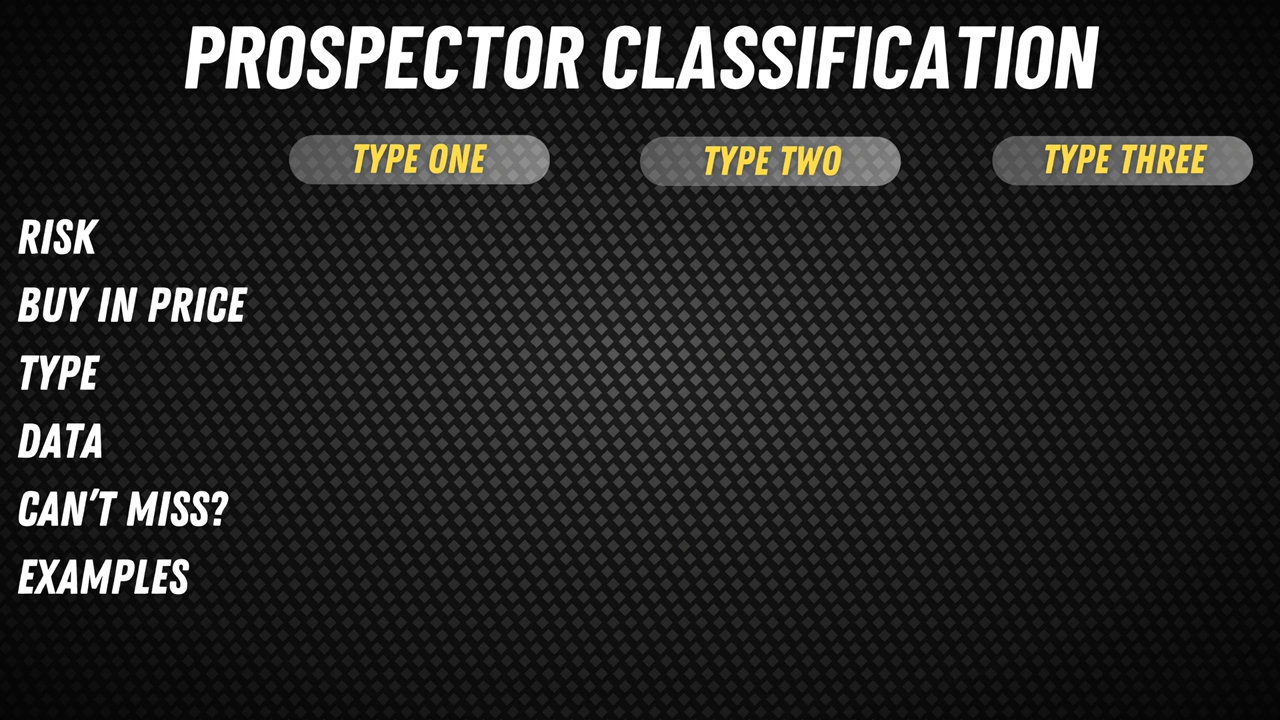 PROSPECTOR CLASSIFICATION
TYPE ONE
TYPE TWO
TYPE THREE
RISK
BUY IN PRICE
TYPE
DATA
CAN'T MISS?
EXAMPLES